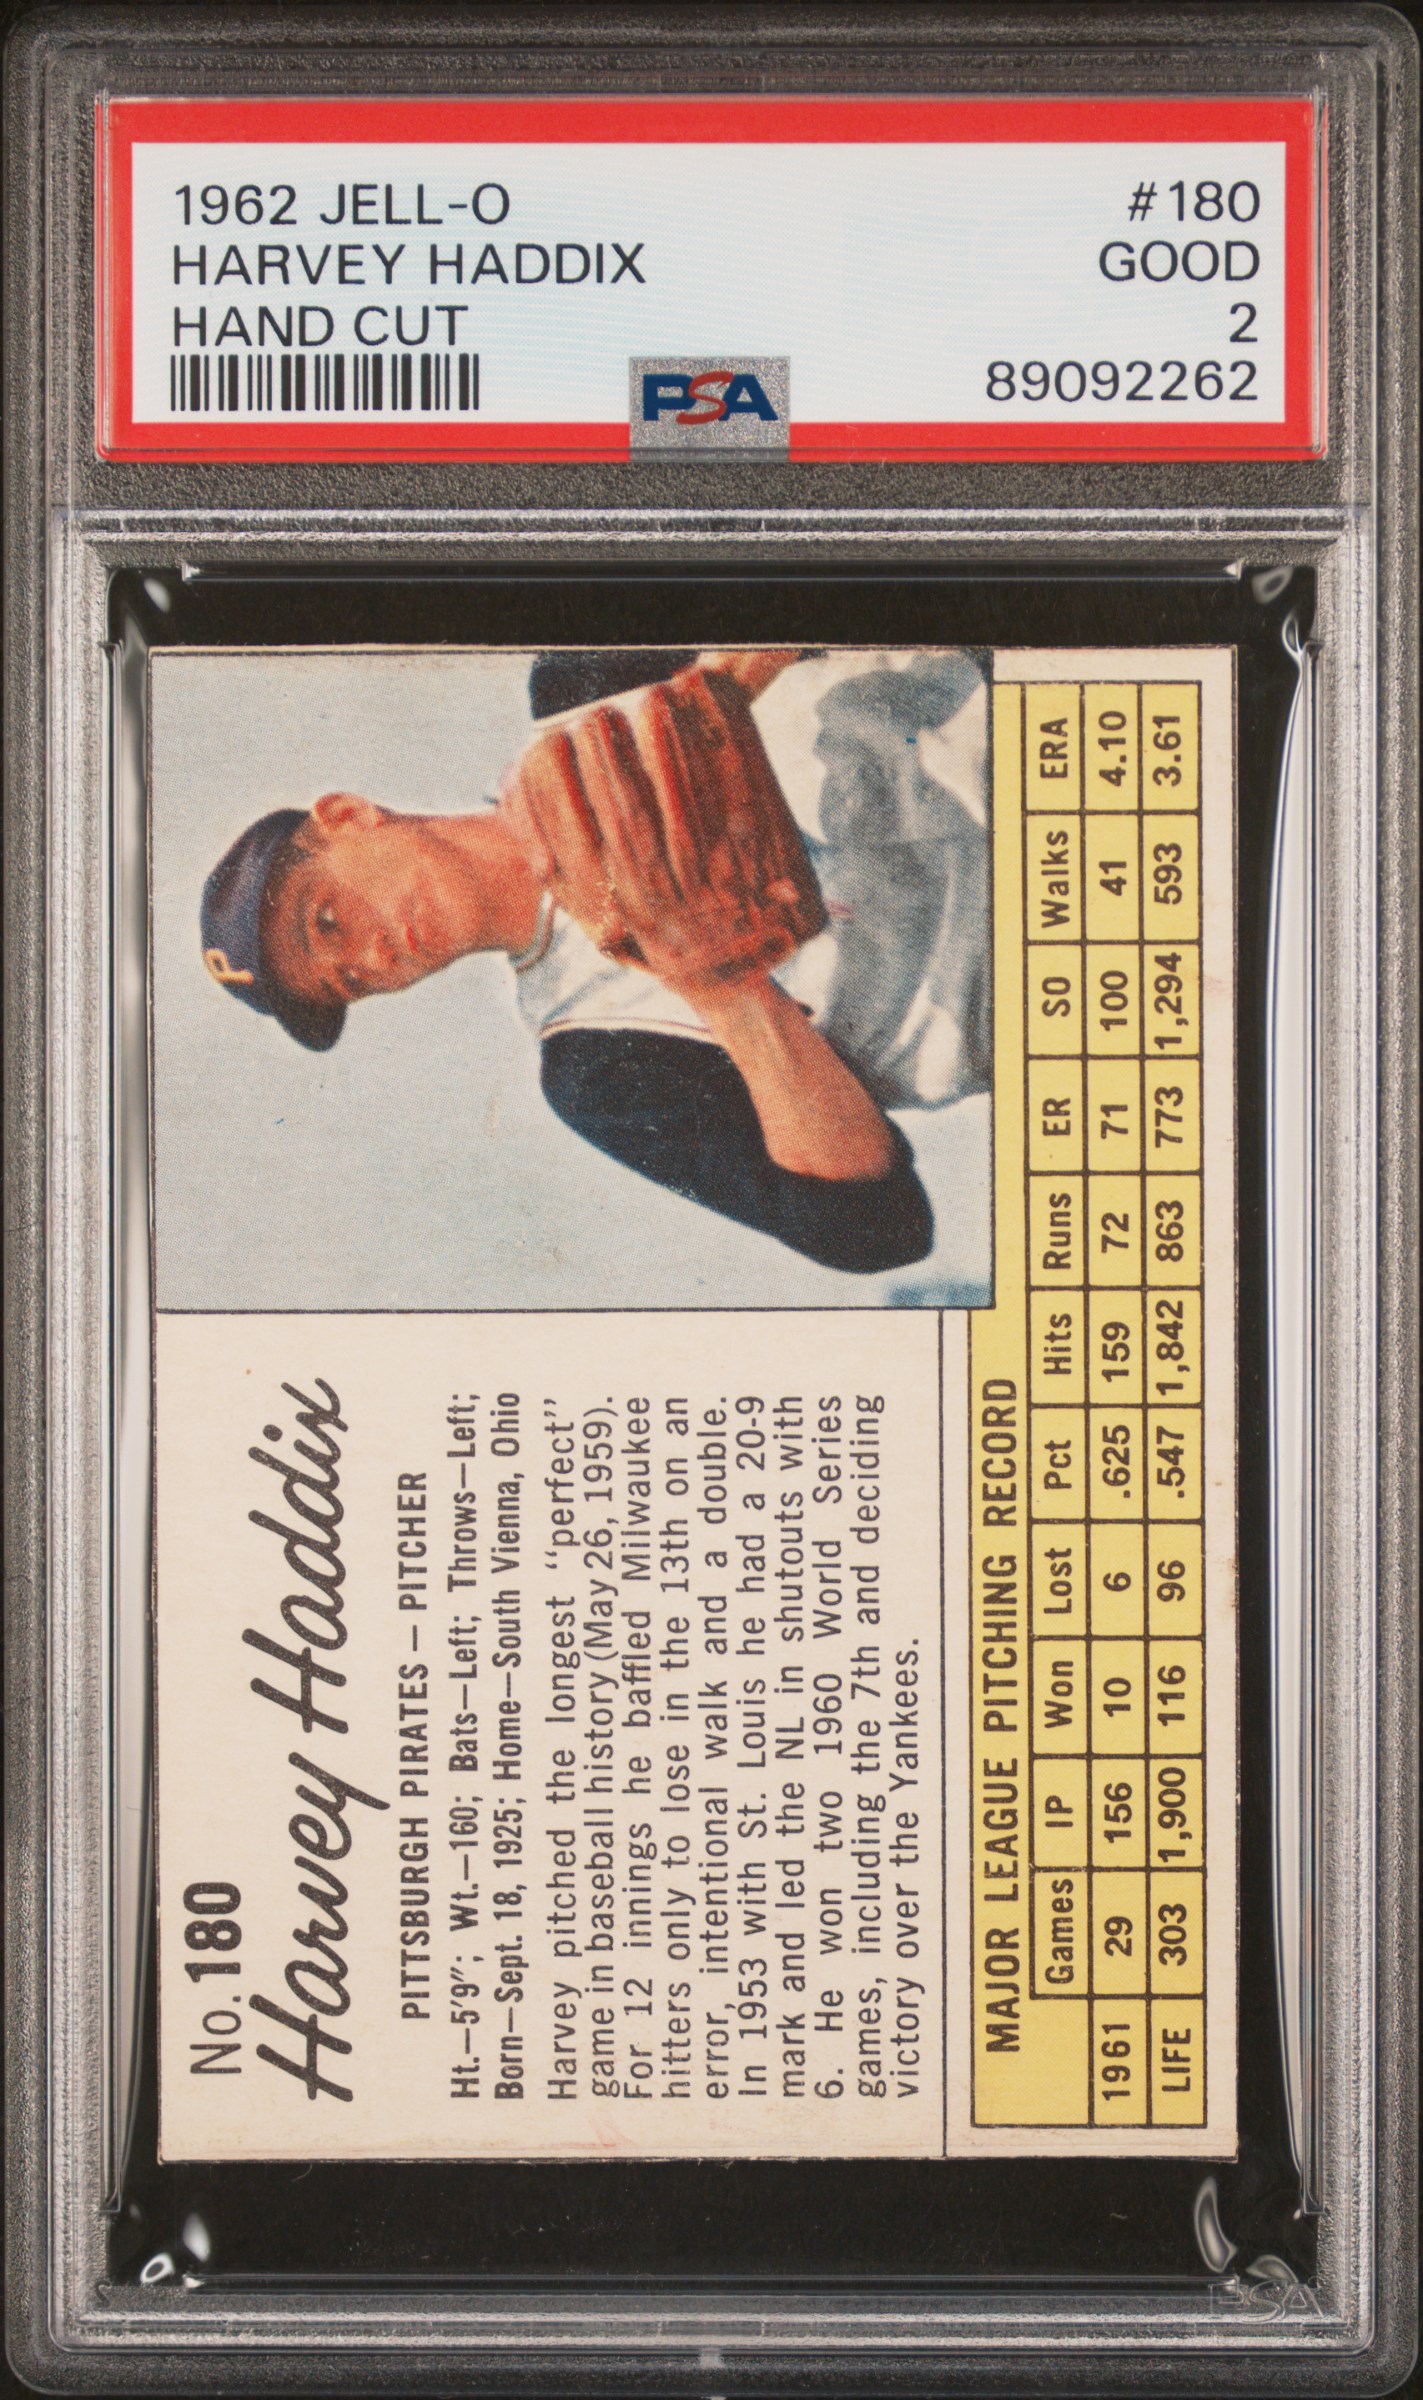 1962 JELL-O #180
HARVEY HADDIX GOOD
HAND CUT 2
89092262
PSA
P
No. 180
Harvey Haddix
PITTSBURGH PIRATES — PITCHER
Ht.—5'9"; Wt.—160; Bats—Left; Throws—Left;
Born—Sept. 18, 1925; Home—South Vienna, Ohio
Harvey pitched the longest "perfect"
game in baseball history (May 26, 1959).
For 12 innings he baffled Milwaukee
hitters only to lose in the 13th on an
error, intentional walk and a double.
In 1953 with St. Louis he had a 20-9
mark and led the NL in shutouts with
6. He won two 1960 World Series
games, including the 7th and deciding
victory over the Yankees.
MAJOR LEAGUE PITCHING RECORD
Games IP Won Lost Pct Hits Runs ER SO Walks ERA
1961 29 156 10 6 .625 159 72 71 100 41 4.10
LIFE 303 1,900 116 96 .547 1,842 863 773 1,294 593 3.61
PSA